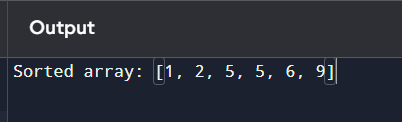 Output
Sorted array: [1, 2, 5, 5, 6, 9]